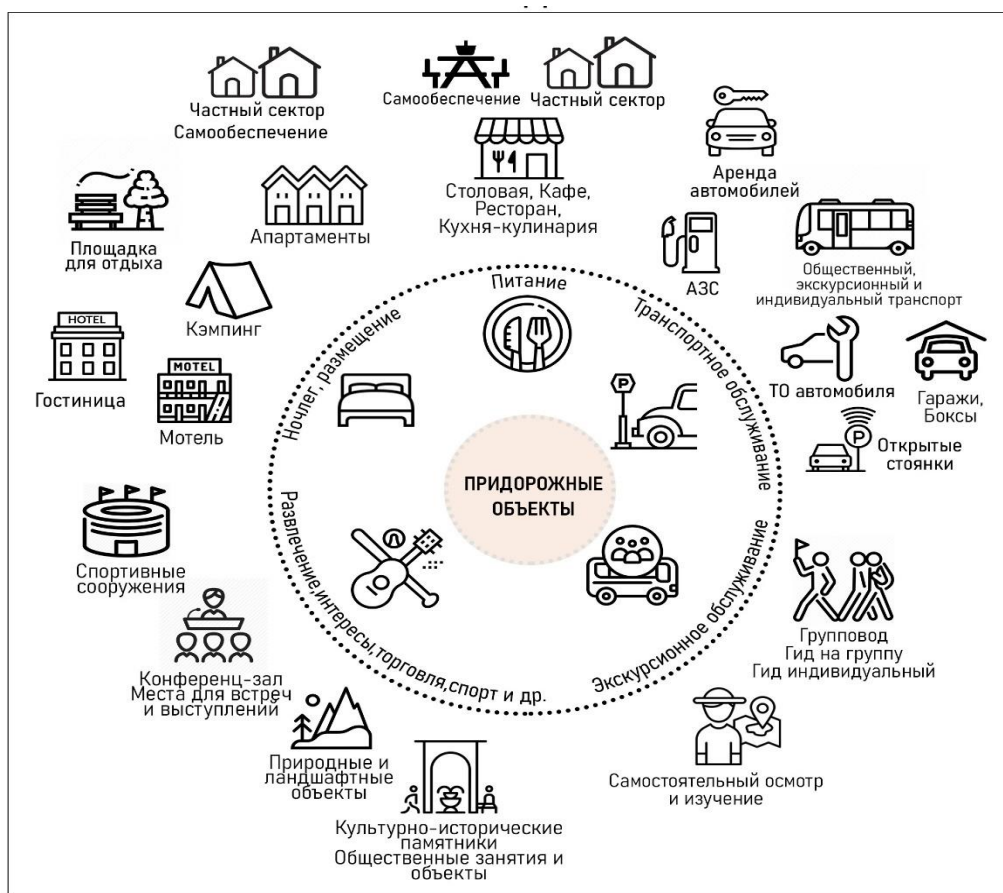 Частный сектор
Самообеспечение
Самообеспечение
Частный сектор
Столовая, Кафе,
Ресторан,
Кухня-кулинария
Аренда
автомобилей
Площадка
для отдыха
Апартаменты
АЗС
Общественный,
экскурсионный и
индивидуальный транспорт
Кэмпинг
HOTEL
Гостиница
MOTEL
Мотель
Питание
Ночлег, размещение
Транспортное обслуживание
P
ТО автомобиля
Гаражи,
Боксы
P
Открытые
стоянки
ПРИДОРОЖНЫЕ
ОБЪЕКТЫ
Спортивные
сооружения
Развлечение,интересы,торговля,спорт и др.
Экскурсионное обслуживание
Групповод
Гид на группу
Гид индивидуальный
Конференц-зал
Места для встреч
и выступлений
Природные и
ландшафтные
объекты
Культурно-исторические
памятники
Общественные занятия и
объекты
Самостоятельный осмотр
и изучение